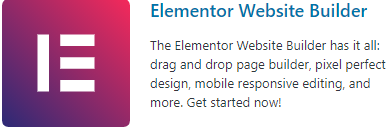 Elementor Website Builder
The Elementor Website Builder has it all:
drag and drop page builder, pixel perfect
design, mobile responsive editing, and
more. Get started now!